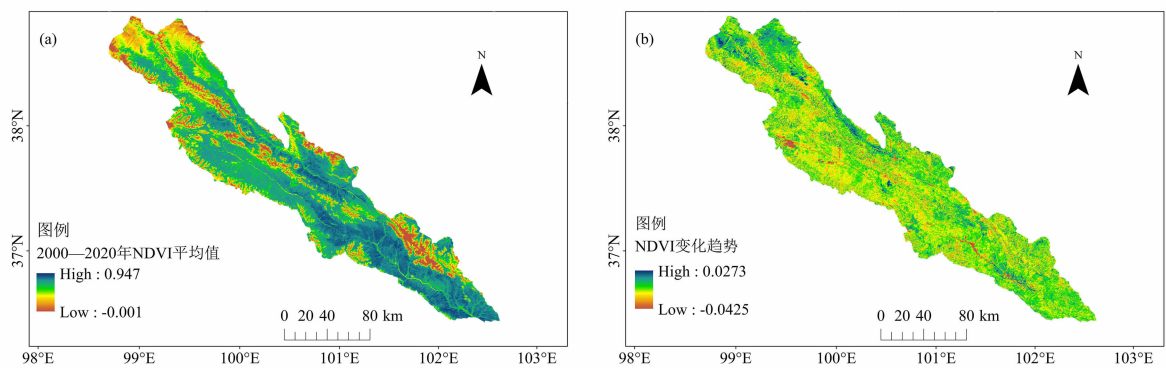 (a)
N
38°N
37°N
图例
2000—2020年NDVI平均值
High : 0.947
Low : -0.001
0 20 40 80 km
98°E 99°E 100°E 101°E 102°E 103°E
(b)
N
38°N
37°N
图例
NDVI变化趋势
High : 0.0273
Low : -0.0425
0 20 40 80 km
98°E 99°E 100°E 101°E 102°E 103°E